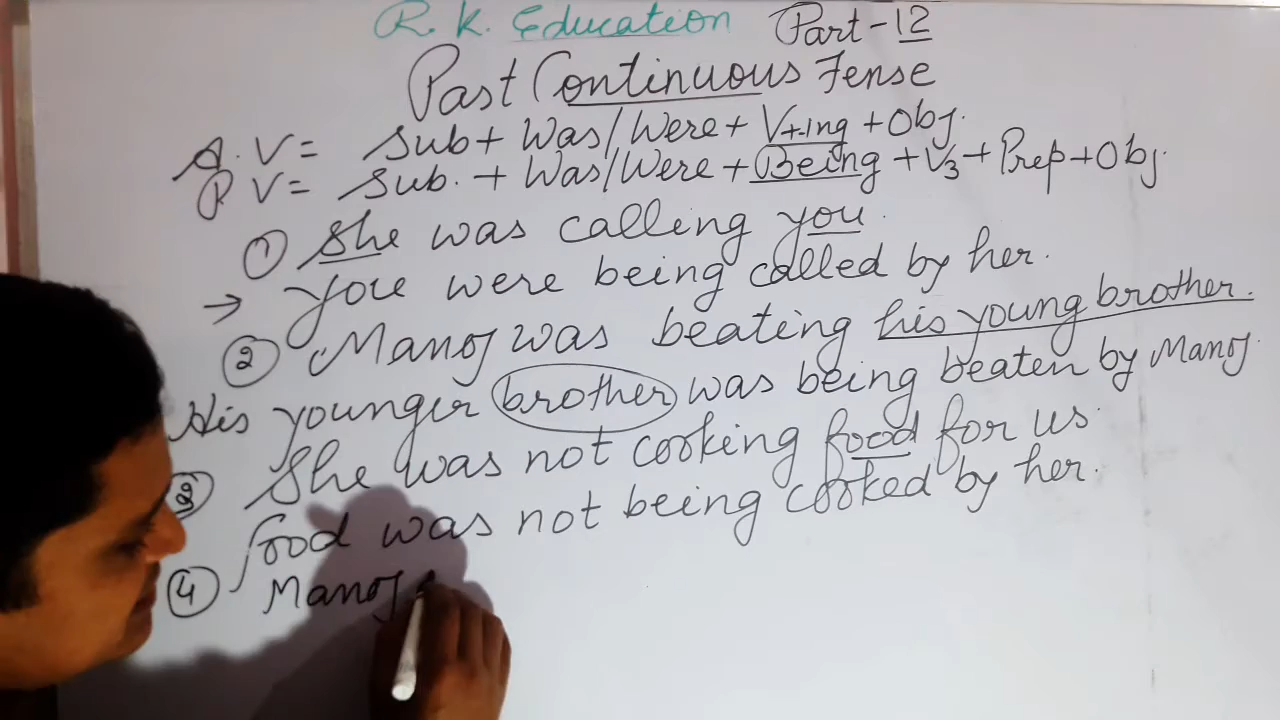 R. K. Education Part-12
Past Continuous Tense
A. V = Sub + Was/Were + V+ing + Obj.
P V = Sub. + Was/Were + Being + V3 + Prep + Obj
① She was calling you.
→ You were being called by her.
② Manoj was beating his young brother.
His younger brother was being beaten by Manoj.
③ She was not cooking food for us.
Food was not being cooked by her.
④ Manoj